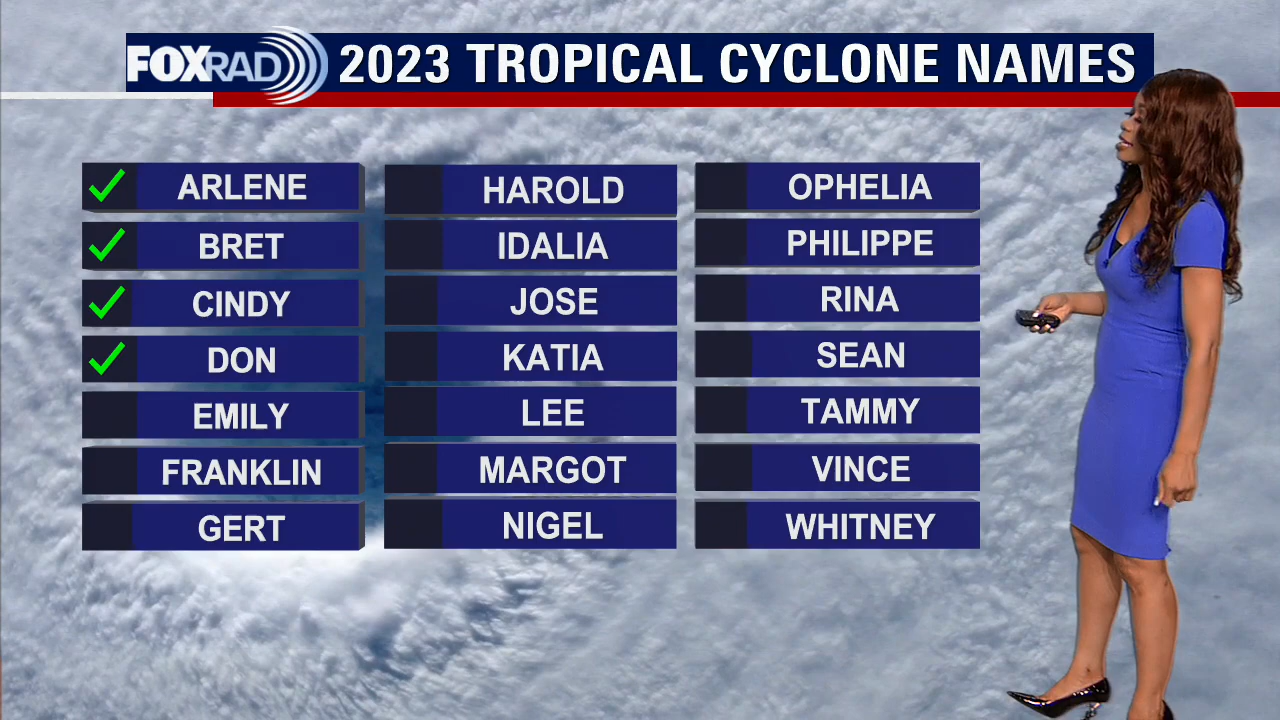 FOXRAD 2023 TROPICAL CYCLONE NAMES
ARLENE
BRET
CINDY
DON
EMILY
FRANKLIN
GERT
HAROLD
IDALIA
JOSE
KATIA
LEE
MARGOT
NIGEL
OPHELIA
PHILIPPE
RINA
SEAN
TAMMY
VINCE
WHITNEY